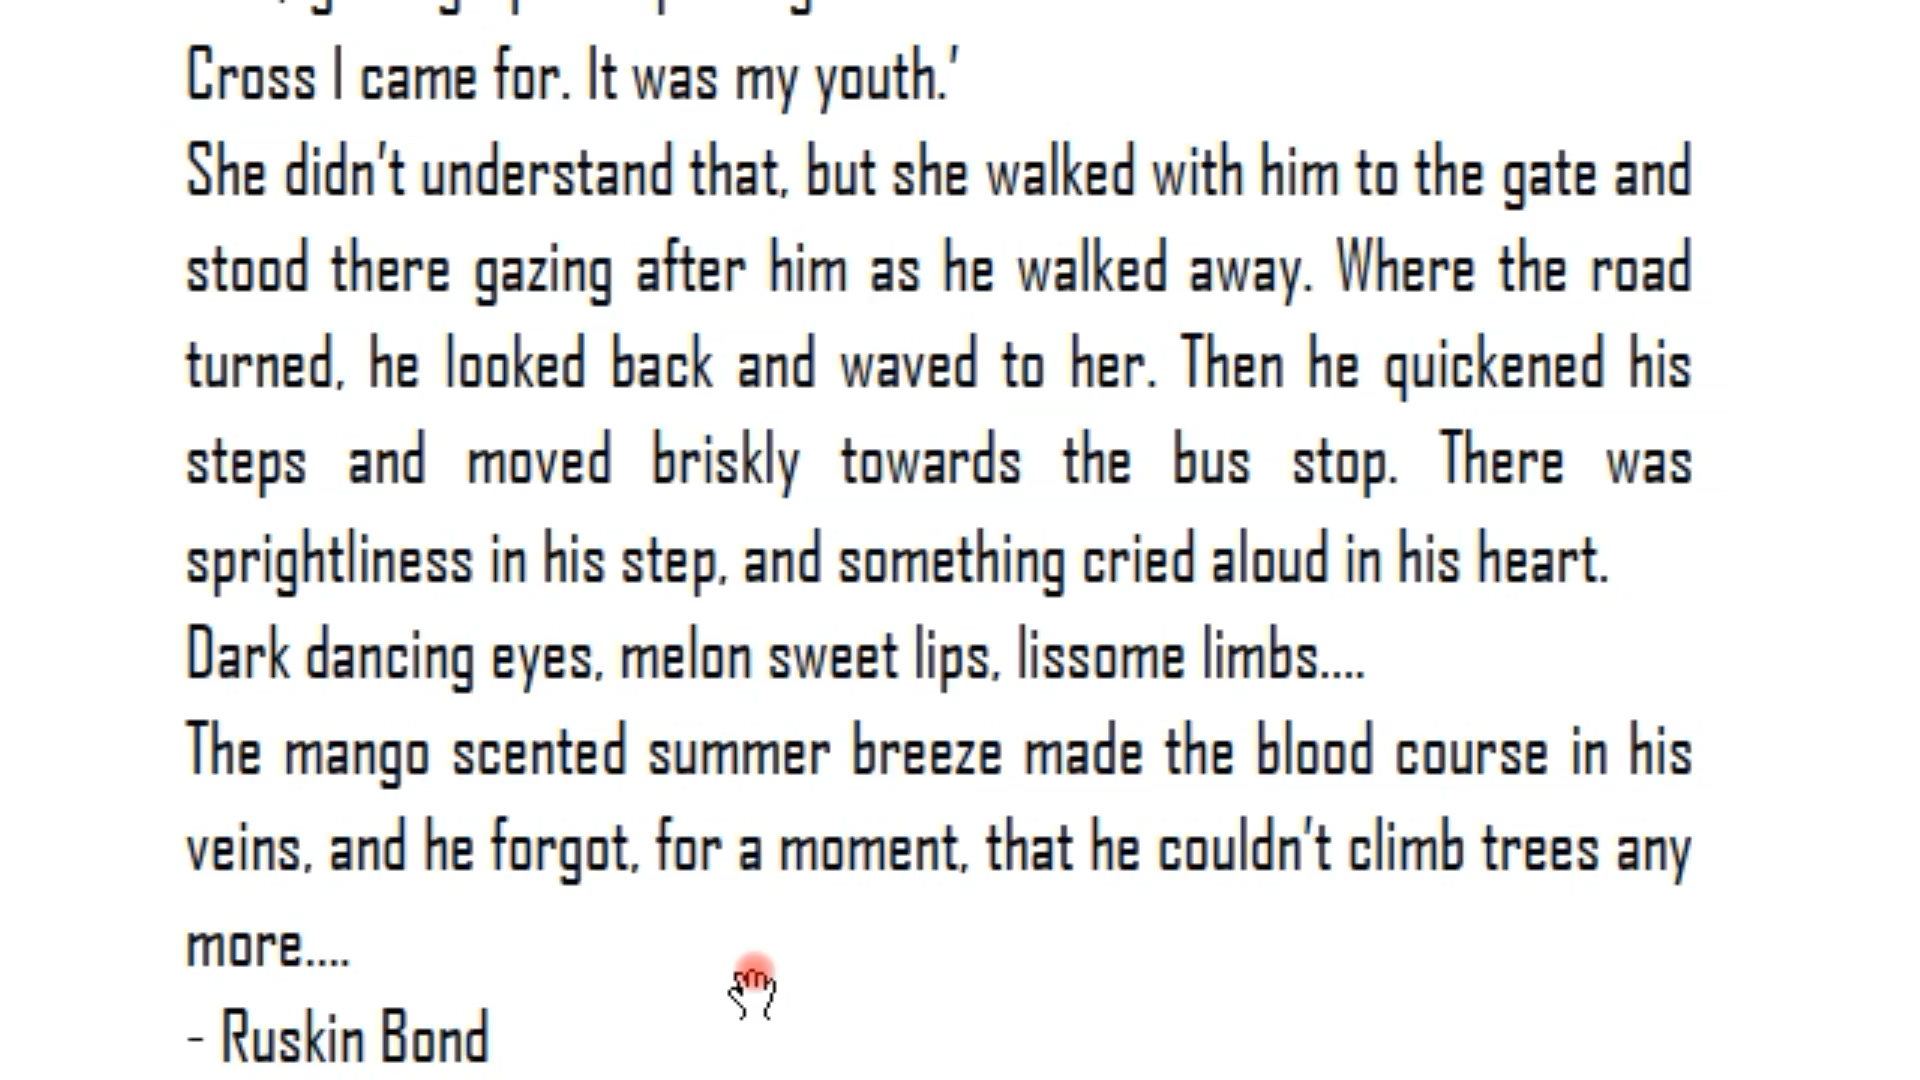 Cross I came for. It was my youth.’
She didn’t understand that, but she walked with him to the gate and
stood there gazing after him as he walked away. Where the road
turned, he looked back and waved to her. Then he quickened his
steps and moved briskly towards the bus stop. There was
sprightliness in his step, and something cried aloud in his heart.
Dark dancing eyes, melon sweet lips, lissome limbs....
The mango scented summer breeze made the blood course in his
veins, and he forgot, for a moment, that he couldn’t climb trees any
more....
- Ruskin Bond